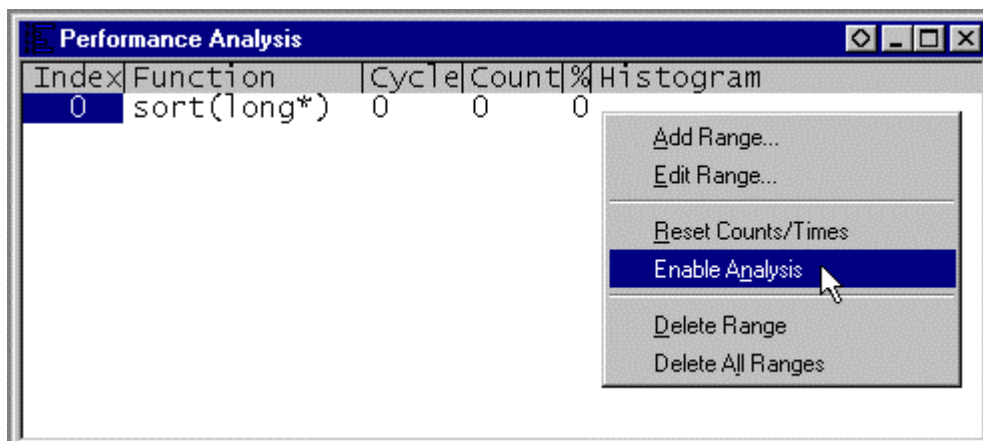 Performance Analysis
Index Function Cycle Count % Histogram
0 sort(long*) 0 0 0
Add Range...
Edit Range...
Reset Counts/Times
Enable Analysis
Delete Range
Delete All Ranges